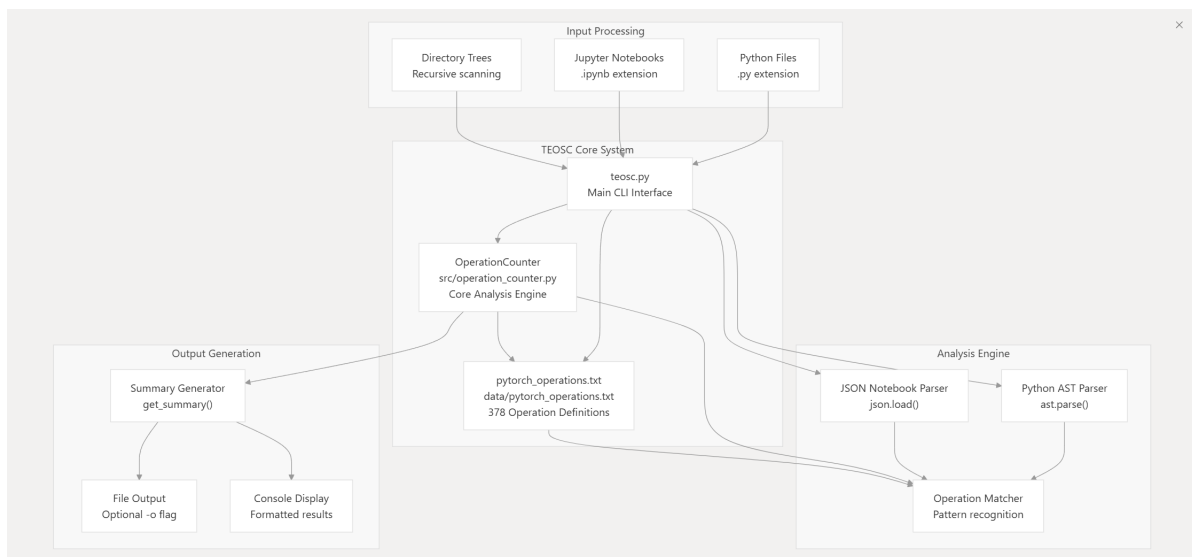 Input Processing
Directory Trees
Recursive scanning
Jupyter Notebooks
.ipynb extension
Python Files
.py extension
TEOSC Core System
teosc.py
Main CLI Interface
OperationCounter
src/operation_counter.py
Core Analysis Engine
pytorch_operations.txt
data/pytorch_operations.txt
378 Operation Definitions
Output Generation
Summary Generator
get_summary()
File Output
Optional -o flag
Console Display
Formatted results
Analysis Engine
JSON Notebook Parser
json.load()
Python AST Parser
ast.parse()
Operation Matcher
Pattern recognition